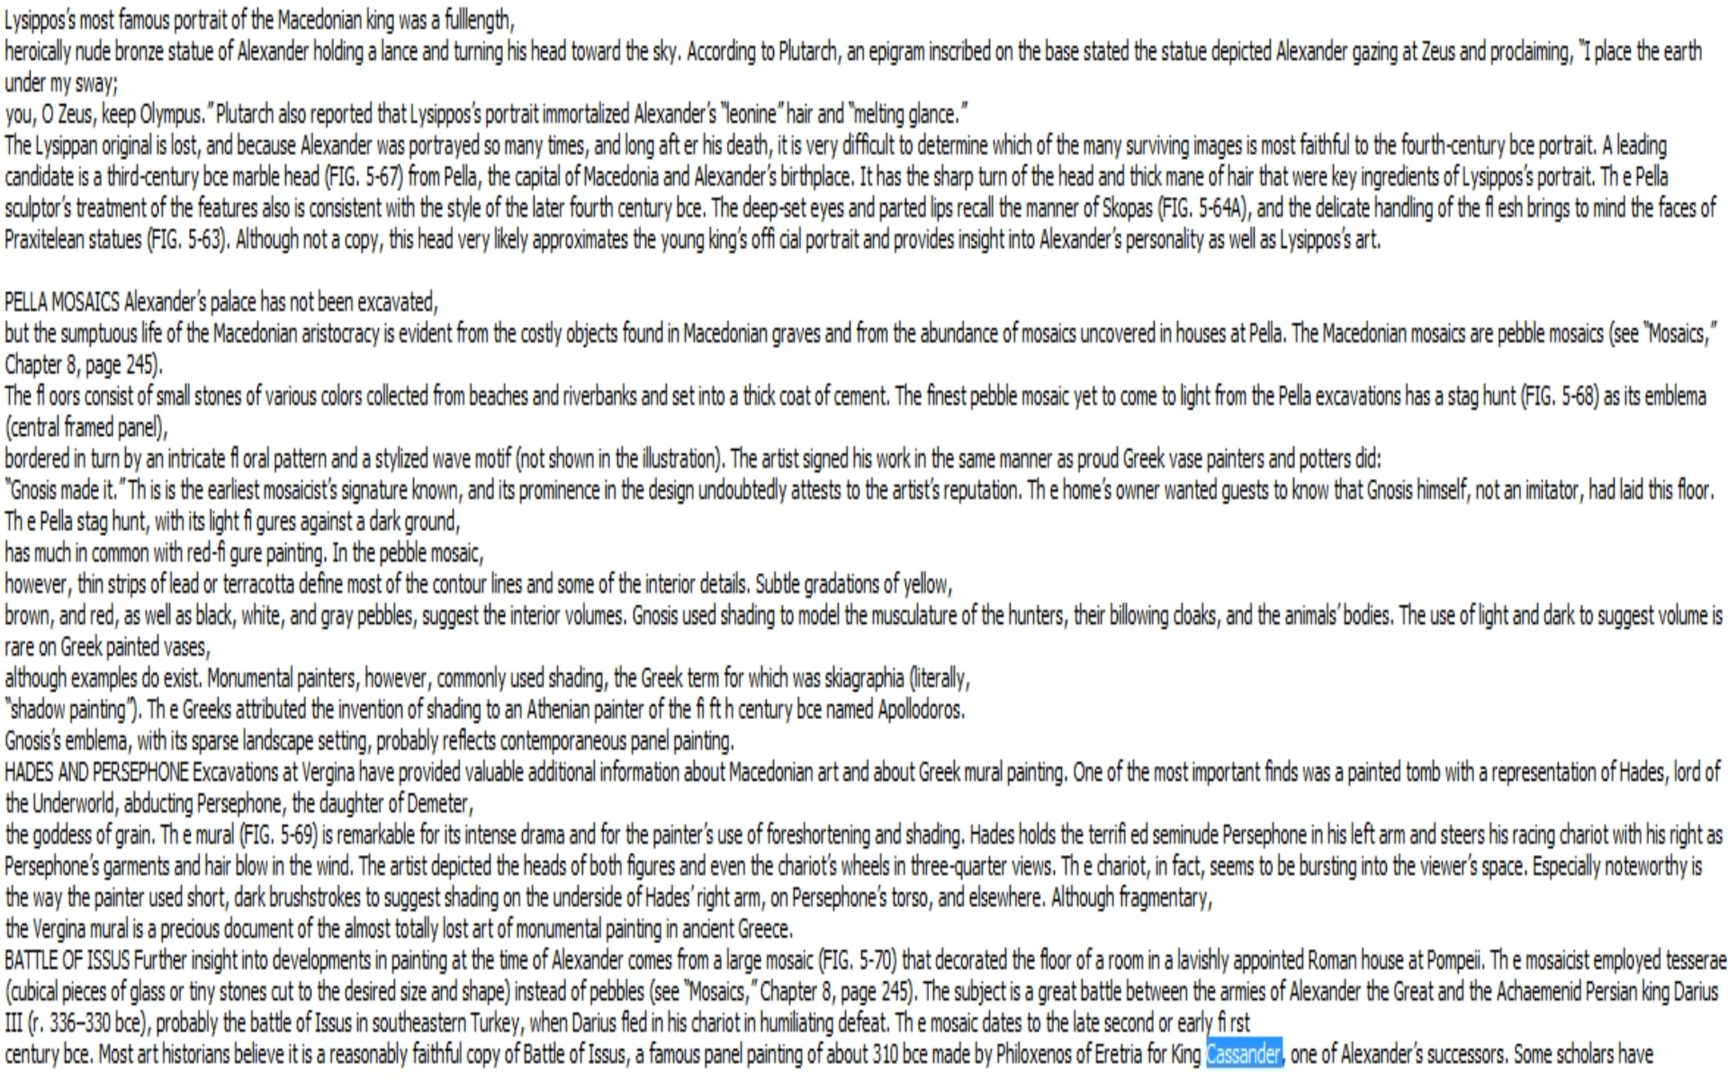 Lysippos’s most famous portrait of the Macedonian king was a fulllength,
heroically nude bronze statue of Alexander holding a lance and turning his head toward the sky. According to Plutarch, an epigram inscribed on the base stated the statue depicted Alexander gazing at Zeus and proclaiming, “I place the earth
under my sway;
you, O Zeus, keep Olympus.” Plutarch also reported that Lysippos’s portrait immortalized Alexander’s “leonine” hair and “melting glance.”
The Lysippan original is lost, and because Alexander was portrayed so many times, and long aft er his death, it is very difficult to determine which of the many surviving images is most faithful to the fourth-century bce portrait. A leading
candidate is a third-century bce marble head (FIG. 5-67) from Pella, the capital of Macedonia and Alexander’s birthplace. It has the sharp turn of the head and thick mane of hair that were key ingredients of Lysippos’s portrait. Th e Pella
sculptor’s treatment of the features also is consistent with the style of the later fourth century bce. The deep-set eyes and parted lips recall the manner of Skopas (FIG. 5-64A), and the delicate handling of the fl esh brings to mind the faces of
Praxitelean statues (FIG. 5-63). Although not a copy, this head very likely approximates the young king’s offi cial portrait and provides insight into Alexander’s personality as well as Lysippos’s art.
PELLA MOSAICS Alexander’s palace has not been excavated,
but the sumptuous life of the Macedonian aristocracy is evident from the costly objects found in Macedonian graves and from the abundance of mosaics uncovered in houses at Pella. The Macedonian mosaics are pebble mosaics (see “Mosaics,”
Chapter 8, page 245).
The fl oors consist of small stones of various colors collected from beaches and riverbanks and set into a thick coat of cement. The finest pebble mosaic yet to come to light from the Pella excavations has a stag hunt (FIG. 5-68) as its emblema
(central framed panel),
bordered in turn by an intricate fl oral pattern and a stylized wave motif (not shown in the illustration). The artist signed his work in the same manner as proud Greek vase painters and potters did:
“Gnosis made it.” Th is is the earliest mosaicist’s signature known, and its prominence in the design undoubtedly attests to the artist’s reputation. Th e home’s owner wanted guests to know that Gnosis himself, not an imitator, had laid this floor.
Th e Pella stag hunt, with its light fi gures against a dark ground,
has much in common with red-fi gure painting. In the pebble mosaic,
however, thin strips of lead or terracotta define most of the contour lines and some of the interior details. Subtle gradations of yellow,
brown, and red, as well as black, white, and gray pebbles, suggest the interior volumes. Gnosis used shading to model the musculature of the hunters, their billowing cloaks, and the animals’ bodies. The use of light and dark to suggest volume is
rare on Greek painted vases,
although examples do exist. Monumental painters, however, commonly used shading, the Greek term for which was skiagraphia (literally,
“shadow painting”). Th e Greeks attributed the invention of shading to an Athenian painter of the fi ft h century bce named Apollodoros.
Gnosis’s emblema, with its sparse landscape setting, probably reflects contemporaneous panel painting.
HADES AND PERSEPHONE Excavations at Vergina have provided valuable additional information about Macedonian art and about Greek mural painting. One of the most important finds was a painted tomb with a representation of Hades, lord of
the Underworld, abducting Persephone, the daughter of Demeter,
the goddess of grain. Th e mural (FIG. 5-69) is remarkable for its intense drama and for the painter’s use of foreshortening and shading. Hades holds the terrifi ed seminude Persephone in his left arm and steers his racing chariot with his right as
Persephone’s garments and hair blow in the wind. The artist depicted the heads of both figures and even the chariot’s wheels in three-quarter views. Th e chariot, in fact, seems to be bursting into the viewer’s space. Especially noteworthy is
the way the painter used short, dark brushstrokes to suggest shading on the underside of Hades’ right arm, on Persephone’s torso, and elsewhere. Although fragmentary,
the Vergina mural is a precious document of the almost totally lost art of monumental painting in ancient Greece.
BATTLE OF ISSUS Further insight into developments in painting at the time of Alexander comes from a large mosaic (FIG. 5-70) that decorated the floor of a room in a lavishly appointed Roman house at Pompeii. Th e mosaicist employed tesserae
(cubical pieces of glass or tiny stones cut to the desired size and shape) instead of pebbles (see “Mosaics,” Chapter 8, page 245). The subject is a great battle between the armies of Alexander the Great and the Achaemenid Persian king Darius
III (r. 336–330 bce), probably the battle of Issus in southeastern Turkey, when Darius fled in his chariot in humiliating defeat. Th e mosaic dates to the late second or early fi rst
century bce. Most art historians believe it is a reasonably faithful copy of Battle of Issus, a famous panel painting of about 310 bce made by Philoxenos of Eretria for King Cassander, one of Alexander’s successors. Some scholars have